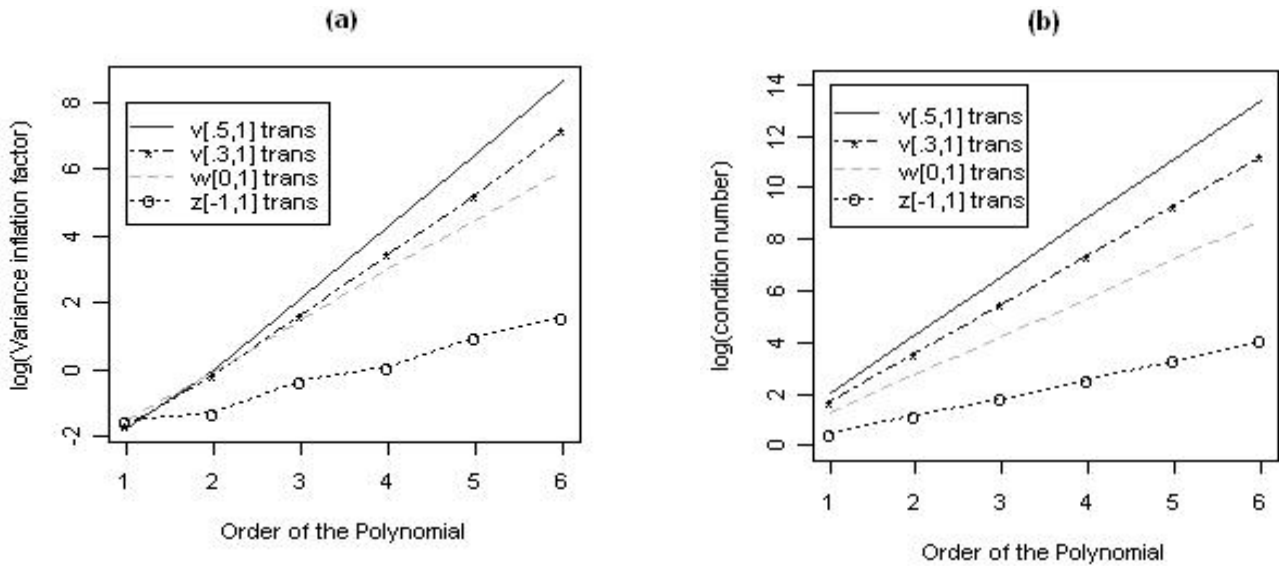 (a)
log(Variance inflation factor)
8
6
4
2
0
-2
v[.5,1] trans
v[.3,1] trans
w[0,1] trans
z[-1,1] trans
1 2 3 4 5 6
Order of the Polynomial
(b)
log(condition number)
14
12
10
8
6
4
2
0
v[.5,1] trans
v[.3,1] trans
w[0,1] trans
z[-1,1] trans
1 2 3 4 5 6
Order of the Polynomial